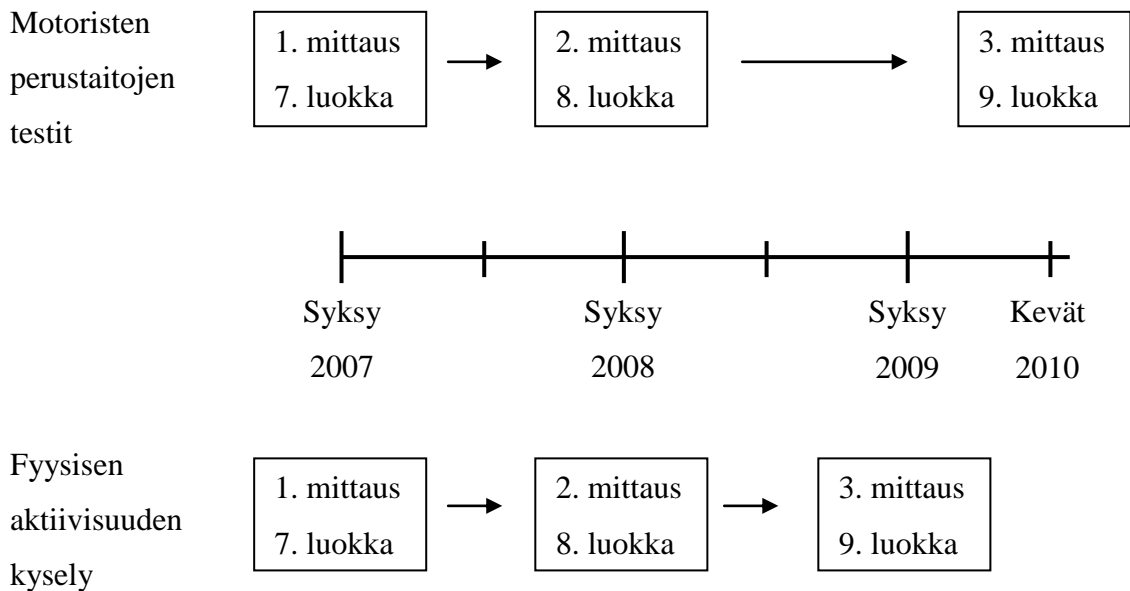 Motoristen
perustaitojen
testit
1. mittaus
7. luokka
2. mittaus
8. luokka
3. mittaus
9. luokka
Syksy
2007
Syksy
2008
Syksy
2009
Kevät
2010
Fyysisen
aktiivisuuden
kysely
1. mittaus
7. luokka
2. mittaus
8. luokka
3. mittaus
9. luokka